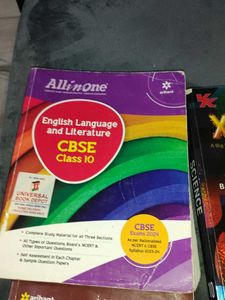 All in one
arihant
English Language
and Literature
CBSE
Class 10
UNIVERSAL
BOOK DEPOT
CBSE
Exams 2024
As per Rationalised
NCERT & CBSE
Syllabus 2023-24
Complete Study Material for all Three Sections
All Types of Questions Board's, NCERT &
Other Important Questions
Self Assessment in Each Chapter
& Sample Question Papers
SCIENCE
arihant